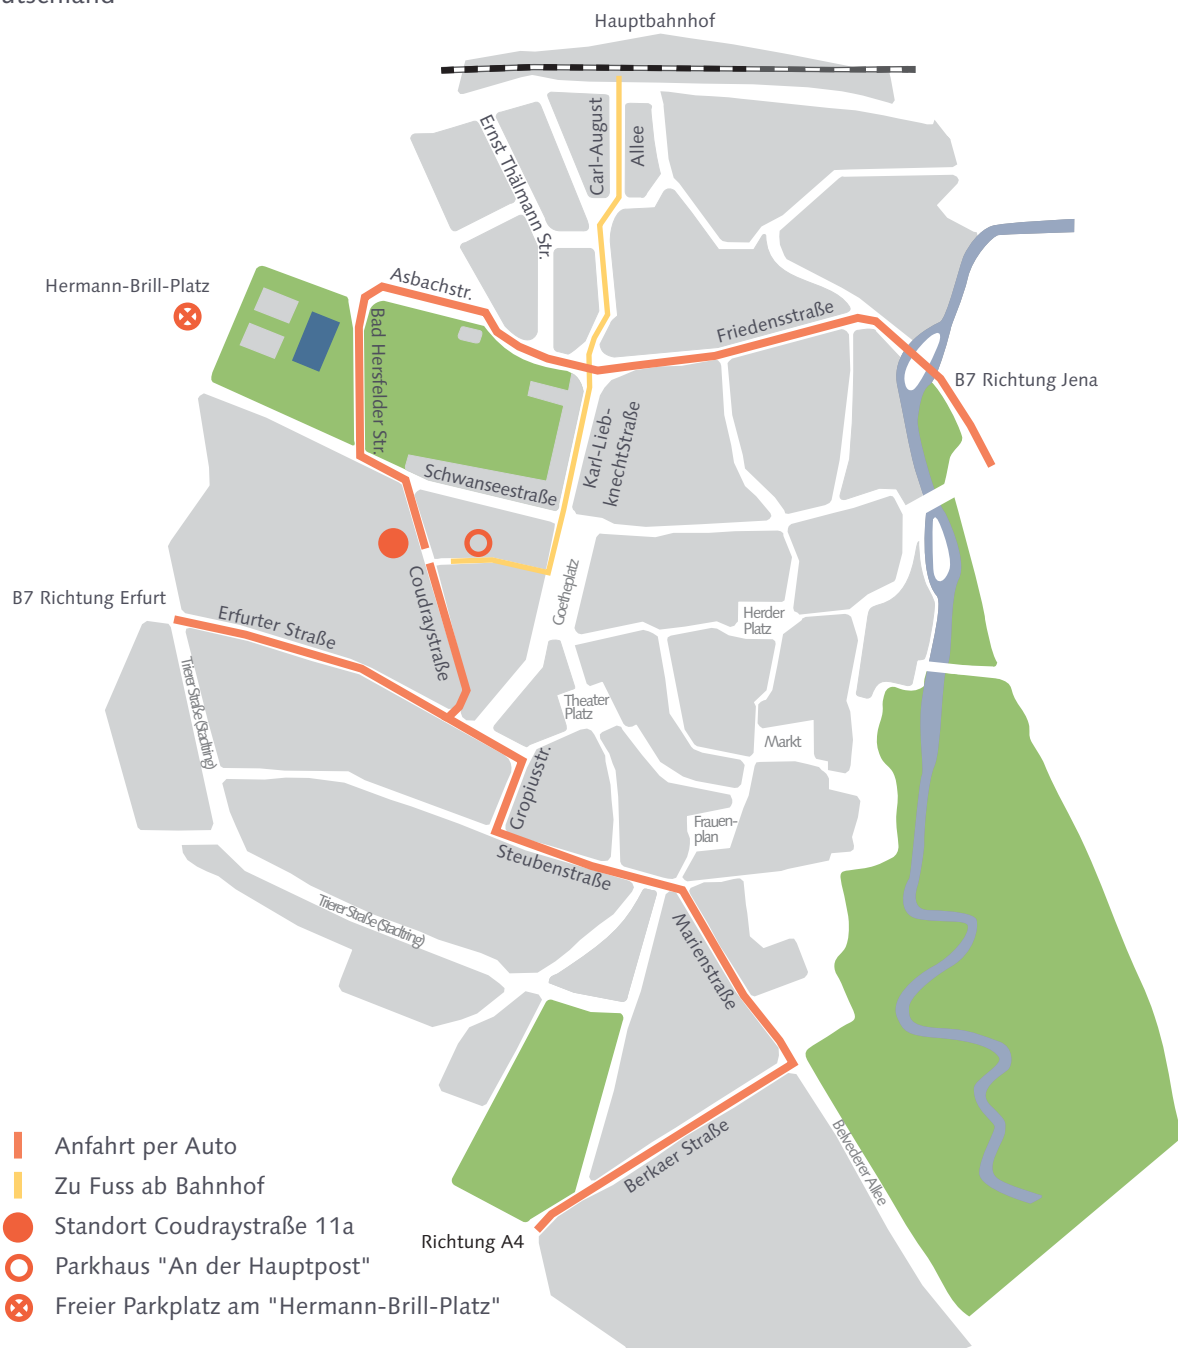 Hauptbahnhof
Carl-August
Allee
Ernst Thälmann Str.
Hermann-Brill-Platz
Asbachstr.
Bad Hersfelder Str.
Friedensstraße
B7 Richtung Jena
Karl-Lieb-
knechtStraße
Schwanseestraße
Goetheplatz
Coudraystraße
B7 Richtung Erfurt
Erfurter Straße
Herder
Platz
Trierer Straße (Stadtring)
Theater
Platz
Markt
Gropiusstr.
Frauen-
plan
Steubenstraße
Trierer Straße (Stadtring)
Marienstraße
Belvederer Allee
Berkaer Straße
Richtung A4
Anfahrt per Auto
Zu Fuss ab Bahnhof
Standort Coudraystraße 11a
Parkhaus "An der Hauptpost"
Freier Parkplatz am "Hermann-Brill-Platz"